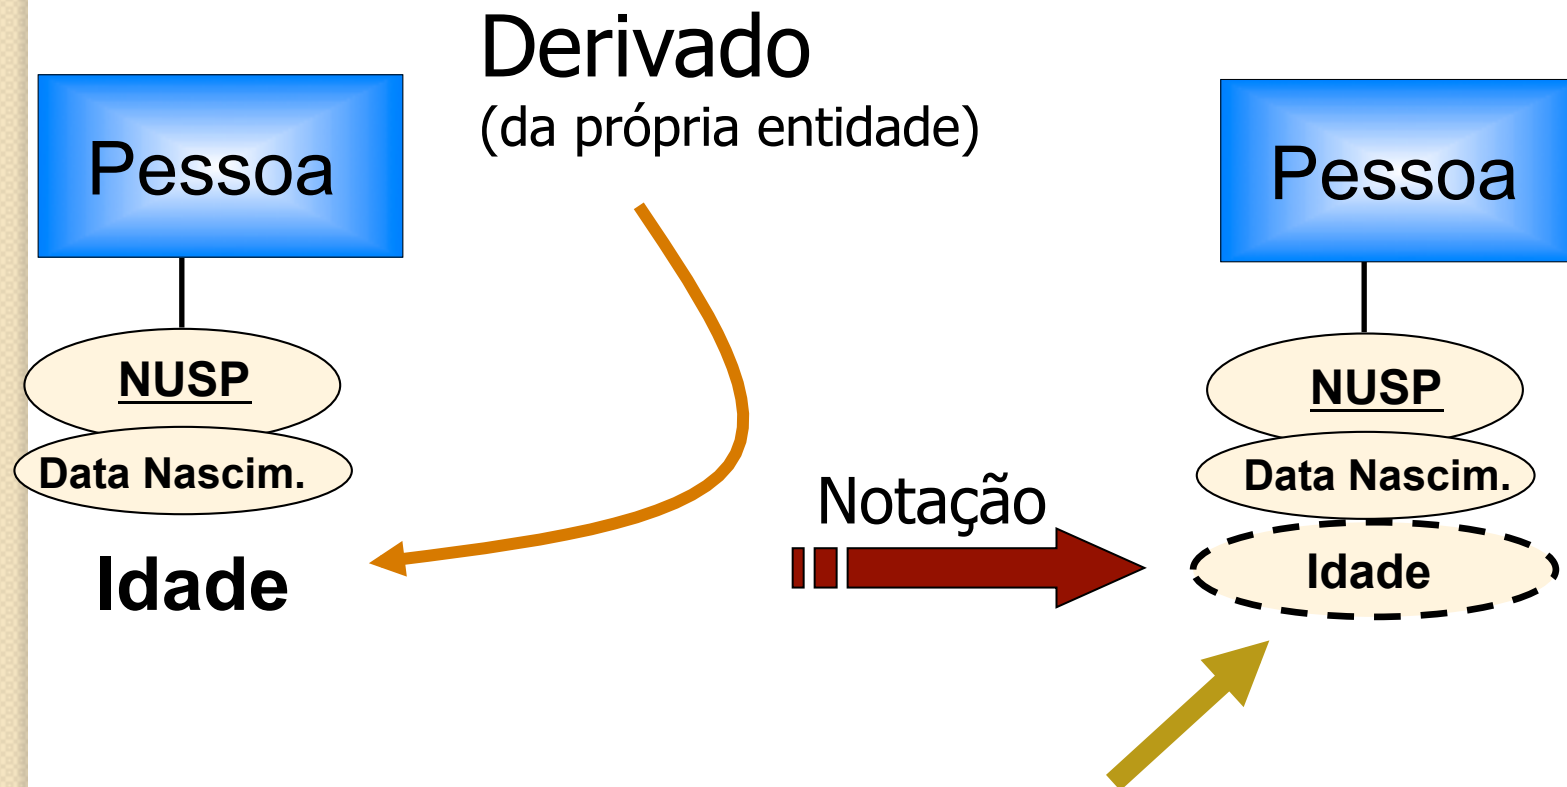 Derivado
(da própria entidade)
Pessoa
NUSP
Data Nascim.
Idade
Notação
Pessoa
NUSP
Data Nascim.
Idade